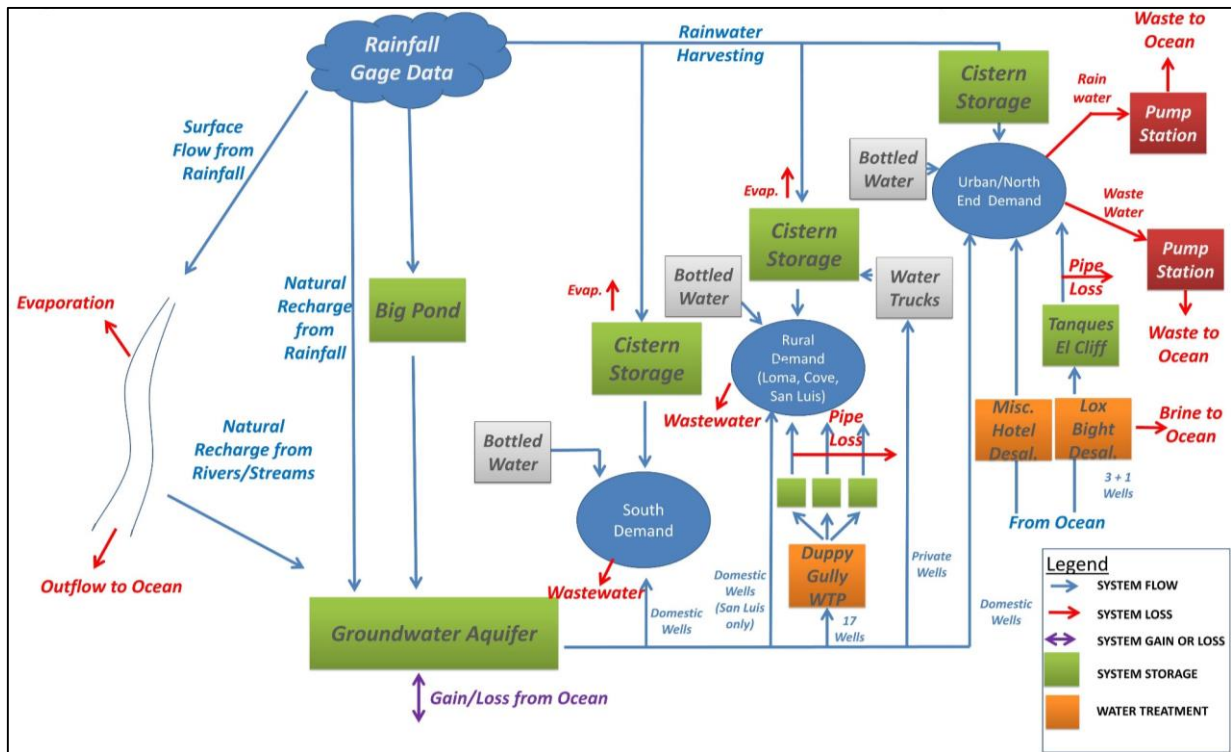 Rainfall
Gage Data
Rainwater
Harvesting
Cistern
Storage
Rain
water
Waste to
Ocean
Pump
Station
Surface
Flow from
Rainfall
Bottled
Water
Urban/North
End Demand
Waste
Water
Pump
Station
Waste to
Ocean
Evap.
Cistern
Storage
Bottled
Water
Water
Trucks
Pipe
Loss
Tanques
El Cliff
Evaporation
Natural
Recharge
from
Rainfall
Big Pond
Evap.
Cistern
Storage
Rural
Demand
(Loma, Cove,
San Luis)
Wastewater
Pipe
Loss
Misc.
Hotel
Desal.
Lox
Bight
Desal.
Brine to
Ocean
3 + 1
Wells
From Ocean
Natural
Recharge from
Rivers/Streams
Bottled
Water
South
Demand
Wastewater
Duppy
Gully
WTP
Outflow to Ocean
Groundwater Aquifer
Domestic
Wells
Domestic
Wells
(San Luis
only)
17
Wells
Private
Wells
Domestic
Wells
Gain/Loss from Ocean
Legend
SYSTEM FLOW
SYSTEM LOSS
SYSTEM GAIN OR LOSS
SYSTEM STORAGE
WATER TREATMENT